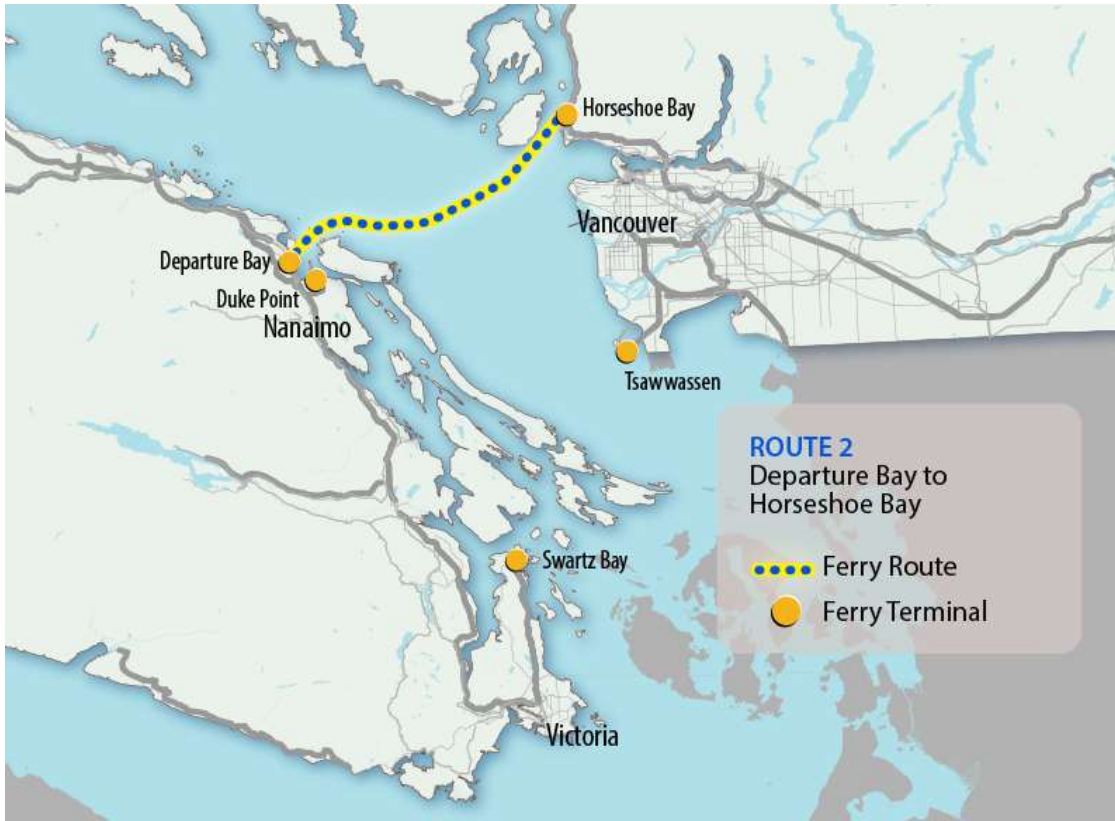 Horseshoe Bay
Vancouver
Departure Bay
Duke Point
Nanaimo
Tsawwassen
ROUTE 2
Departure Bay to
Horseshoe Bay
Ferry Route
Ferry Terminal
Swartz Bay
Victoria